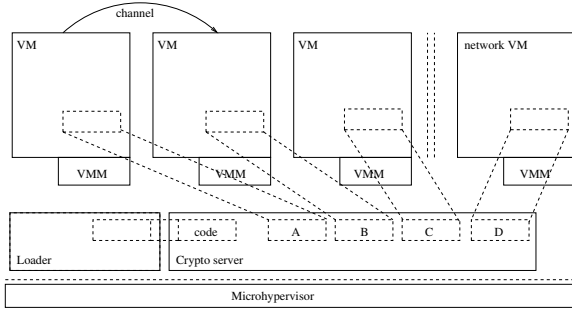 channel
VM
VM
VM
network VM
VMM
VMM
VMM
VMM
code
A
B
C
D
Loader
Crypto server
Microhypervisor